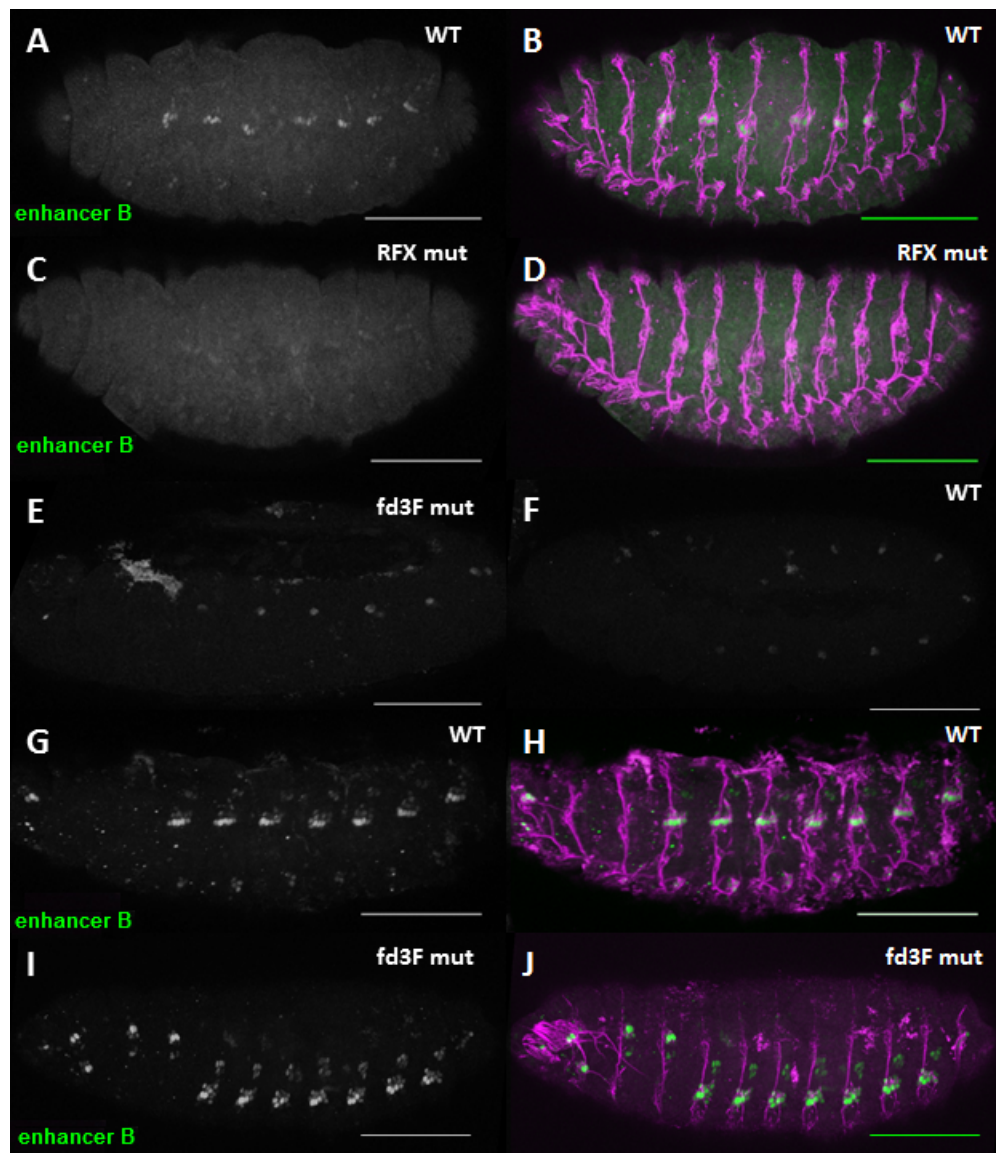 A WT
B WT
enhancer B
C RFX mut
D RFX mut
enhancer B
E fd3F mut
F WT
G WT
H WT
enhancer B
I fd3F mut
J fd3F mut
enhancer B